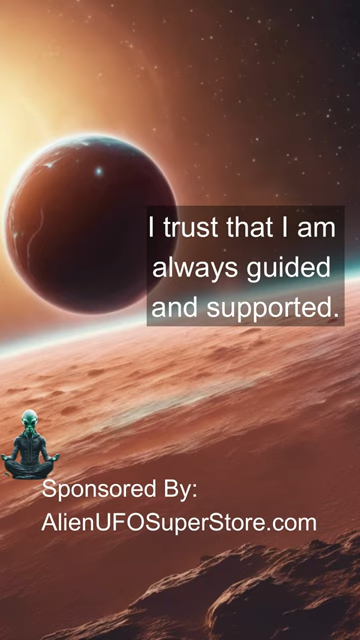 I trust that I am
always guided
and supported.
Sponsored By:
AlienUFOSuperStore.com